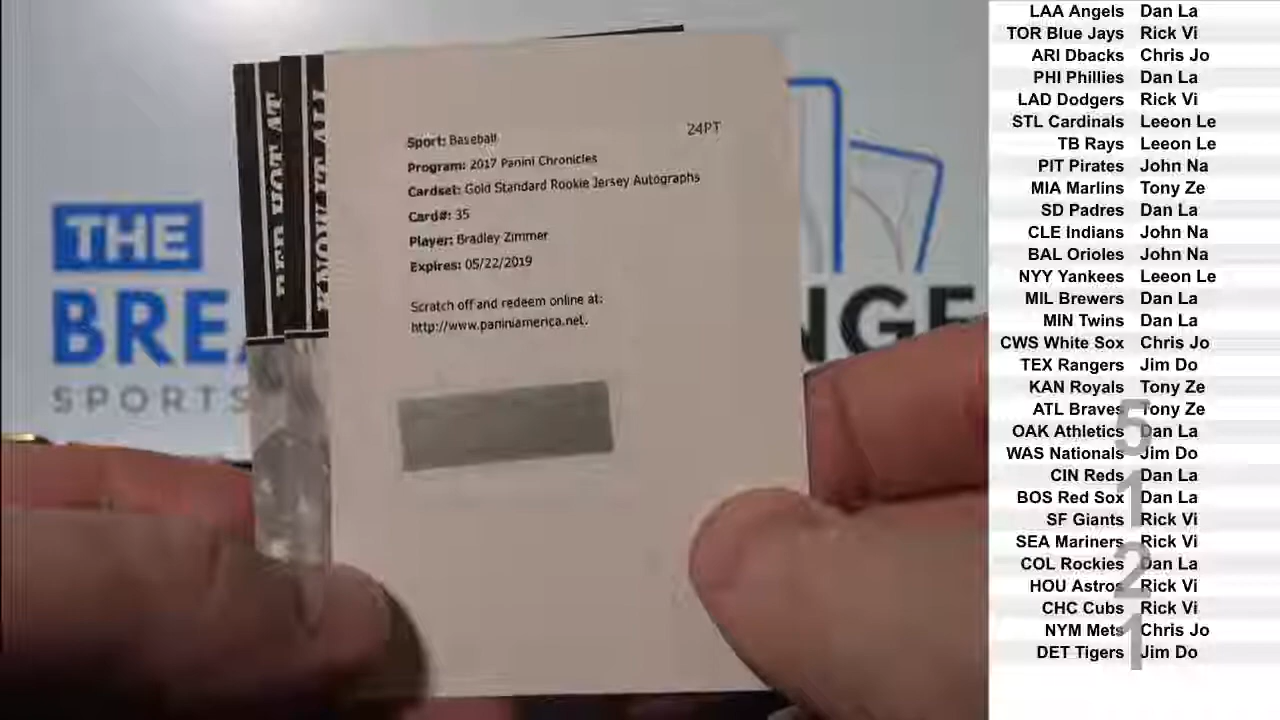 THE
BRE
SPORTS
NGE
KNOW IT ALL
24PT
Sport: Baseball
Program: 2017 Panini Chronicles
Cardset: Gold Standard Rookie Jersey Autographs
Card#: 35
Player: Bradley Zimmer
Expires: 05/22/2019
Scratch off and redeem online at:
http://www.paniniamerica.net.
LAA Angels Dan La
TOR Blue Jays Rick Vi
ARI Dbacks Chris Jo
PHI Phillies Dan La
LAD Dodgers Rick Vi
STL Cardinals Leeon Le
TB Rays Leeon Le
PIT Pirates John Na
MIA Marlins Tony Ze
SD Padres Dan La
CLE Indians John Na
BAL Orioles John Na
NYY Yankees Leeon Le
MIL Brewers Dan La
MIN Twins Dan La
CWS White Sox Chris Jo
TEX Rangers Jim Do
KAN Royals Tony Ze
ATL Braves Tony Ze
OAK Athletics Dan La
WAS Nationals Jim Do
CIN Reds Dan La
BOS Red Sox Dan La
SF Giants Rick Vi
SEA Mariners Rick Vi
COL Rockies Dan La
HOU Astros Rick Vi
CHC Cubs Rick Vi
NYM Mets Chris Jo
DET Tigers Jim Do
5
1
2
1